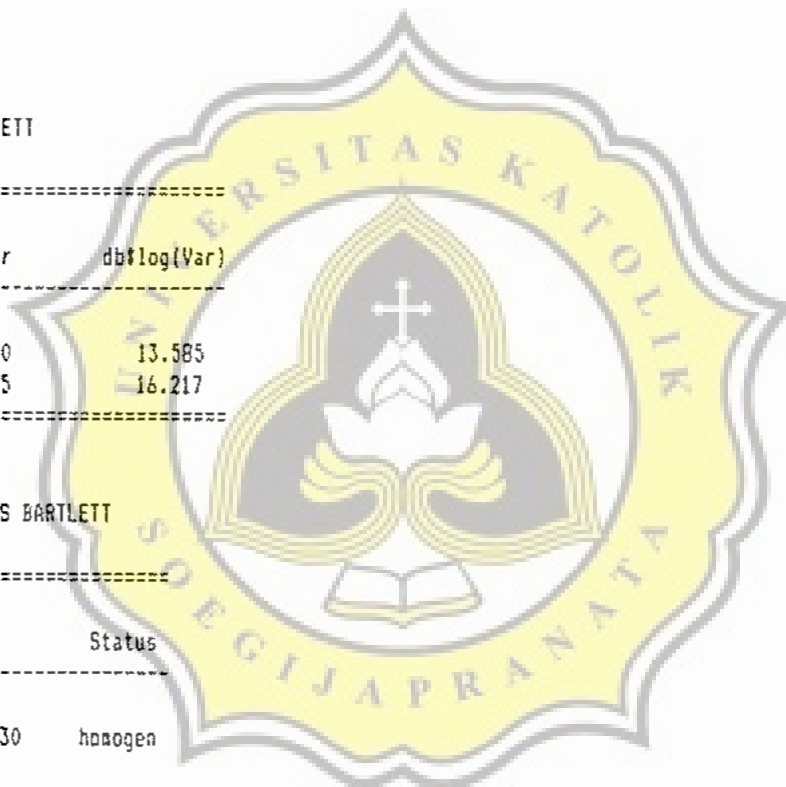 ETT
=====================
r db*log(Var)
---------------------
0 13.585
5 16.217
=====================
S BARTLETT
===============
Status
---------------
30 homogen
UNIVERSITAS KATOLIK
SOEGIJAPRANATA